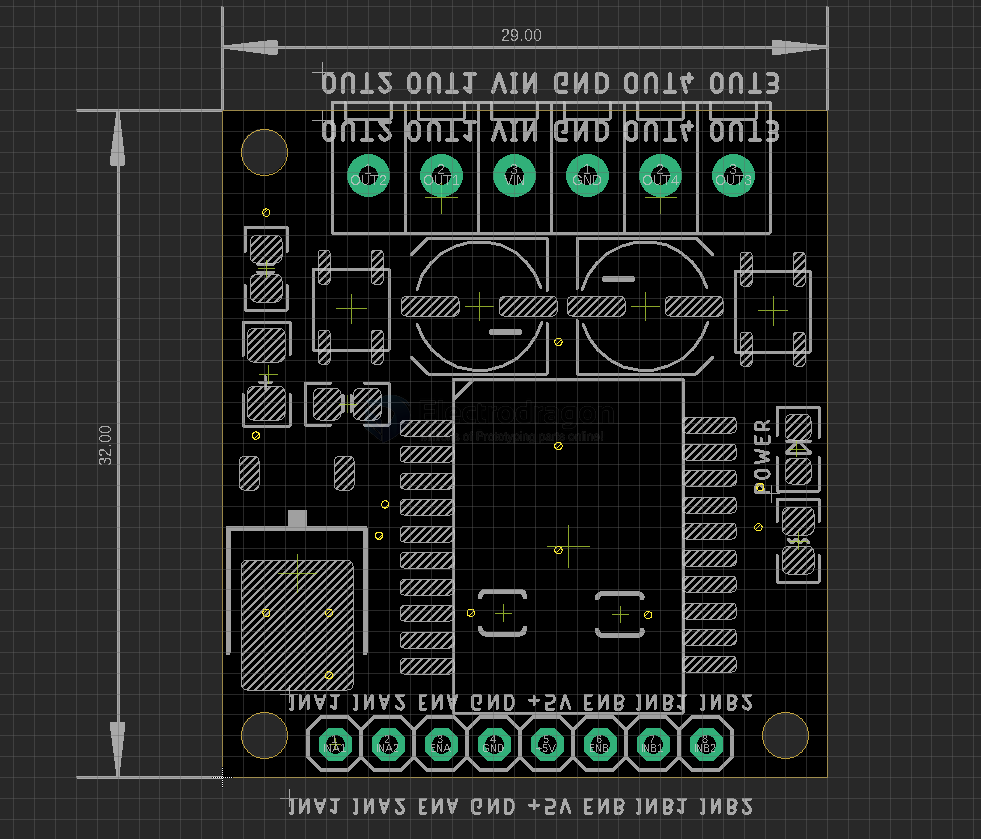 29.00
OUT2 OUT1 VIN GND OUT4 OUT3
OUT2 OUT1 VIN GND OUT4 OUT3
1 2 3 1 2 3
OUT2 OUT1 VIN GND OUT4 OUT3
32.00
Electrodragon
POWER
INA1 INA2 ENA GND +5V ENB INB1 INB2
1 2 3 4 5 6 7 8
INA1 INA2 ENA GND +5V ENB INB1 INB2
INA1 INA2 ENA GND +5V ENB INB1 INB2